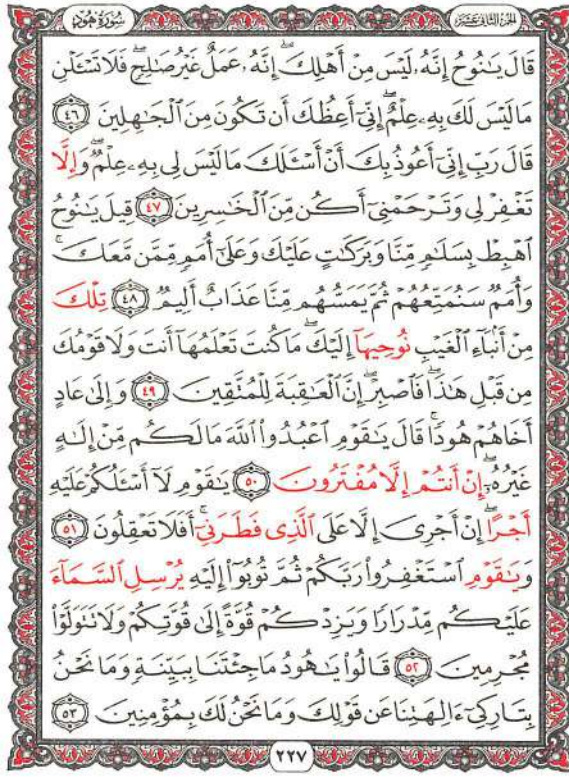 الجزء الثاني عشر
سورة هود
قَالَ يَٰنُوحُ إِنَّهُۥ لَيْسَ مِنْ أَهْلِكَ ۖ إِنَّهُۥ عَمَلٌ غَيْرُ صَٰلِحٍ ۖ فَلَا تَسْـَٔلْنِ
مَا لَيْسَ لَكَ بِهِۦ عِلْمٌ ۖ إِنِّىٓ أَعِظُكَ أَن تَكُونَ مِنَ ٱلْجَٰهِلِينَ ٤٦
قَالَ رَبِّ إِنِّىٓ أَعُوذُ بِكَ أَنْ أَسْـَٔلَكَ مَا لَيْسَ لِى بِهِۦ عِلْمٌ ۖ وَإِلَّا
تَغْفِرْ لِى وَتَرْحَمْنِىٓ أَكُن مِّنَ ٱلْخَٰسِرِينَ ٤٧ قِيلَ يَٰنُوحُ
ٱهْبِطْ بِسَلَٰمٍ مِّنَّا وَبَرَكَٰتٍ عَلَيْكَ وَعَلَىٰٓ أُمَمٍ مِّمَّن مَّعَكَ ۚ
وَأُمَمٌ سَنُمَتِّعُهُمْ ثُمَّ يَمَسُّهُم مِّنَّا عَذَابٌ أَلِيمٌ ٤٨ تِلْكَ
مِنْ أَنۢبَآءِ ٱلْغَيْبِ نُوحِيهَآ إِلَيْكَ ۖ مَا كُنتَ تَعْلَمُهَآ أَنتَ وَلَا قَوْمُكَ
مِن قَبْلِ هَٰذَا ۖ فَٱصْبِرْ ۖ إِنَّ ٱلْعَٰقِبَةَ لِلْمُتَّقِينَ ٤٩ وَإِلَىٰ عَادٍ
أَخَاهُمْ هُودًا ۚ قَالَ يَٰقَوْمِ ٱعْبُدُوا۟ ٱللَّهَ مَا لَكُم مِّنْ إِلَٰهٍ
غَيْرُهُۥٓ ۖ إِنْ أَنتُمْ إِلَّا مُفْتَرُونَ ٥٠ يَٰقَوْمِ لَآ أَسْـَٔلُكُمْ عَلَيْهِ
أَجْرًا ۖ إِنْ أَجْرِىَ إِلَّا عَلَى ٱلَّذِى فَطَرَنِىٓ ۚ أَفَلَا تَعْقِلُونَ ٥١
وَيَٰقَوْمِ ٱسْتَغْفِرُوا۟ رَبَّكُمْ ثُمَّ تُوبُوٓا۟ إِلَيْهِ يُرْسِلِ ٱلسَّمَآءَ
عَلَيْكُم مِّدْرَارًا وَيَزِدْكُمْ قُوَّةً إِلَىٰ قُوَّتِكُمْ وَلَا تَتَوَلَّوْا۟
مُجْرِمِينَ ٥٢ قَالُوا۟ يَٰهُودُ مَا جِئْتَنَا بِبَيِّنَةٍ وَمَا نَحْنُ
بِتَارِكِىٓ ءَالِهَتِنَا عَن قَوْلِكَ وَمَا نَحْنُ لَكَ بِمُؤْمِنِينَ ٥٣
٢٢٧